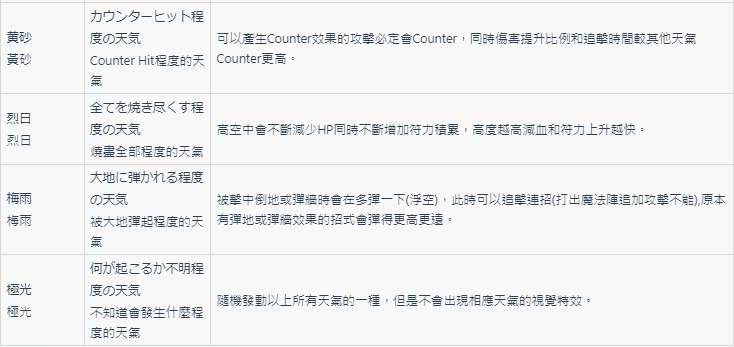 黄砂
黃砂
カウンターヒット程
度の天気
Counter Hit程度的天
氣
可以產生Counter效果的攻擊必定會Counter，同時傷害提升比例和追擊時間較其他天氣
Counter更高。
烈日
烈日
全てを焼き尽くす程
度の天気
燒盡全部程度的天氣
高空中會不斷減少HP同時不斷增加符力積累，高度越高減血和符力上升越快。
梅雨
梅雨
大地に弾かれる程度
の天気
被大地彈起程度的天
氣
被擊中倒地或彈牆時會在多彈一下(浮空)，此時可以追擊連招(打出魔法陣追加攻擊不能),原本
有彈地或彈牆效果的招式會彈得更高更遠。
極光
極光
何が起こるか不明程
度の天気
不知道會發生什麼程
度的天氣
隨機發動以上所有天氣的一種，但是不會出現相應天氣的視覺特效。